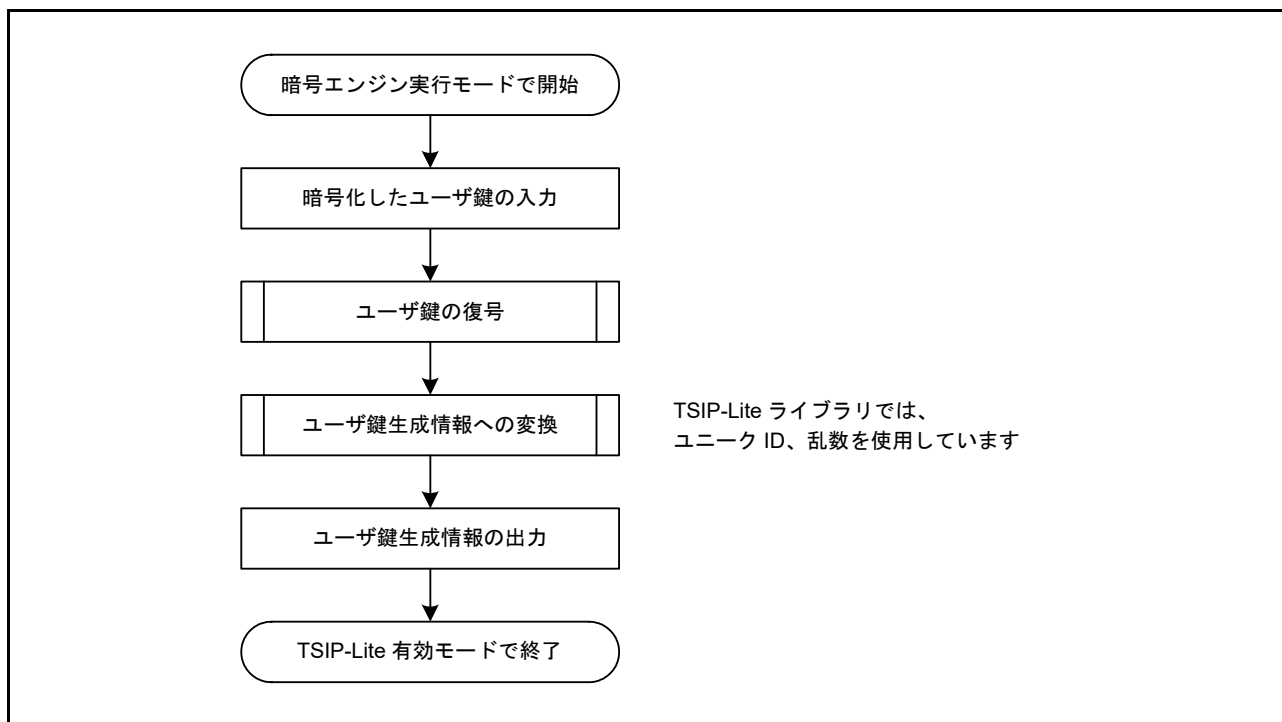 暗号エンジン実行モードで開始
暗号化したユーザ鍵の入力
ユーザ鍵の復号
ユーザ鍵生成情報への変換
TSIP-Lite ライブラリでは、
ユニーク ID、乱数を使用しています
ユーザ鍵生成情報の出力
TSIP-Lite 有効モードで終了